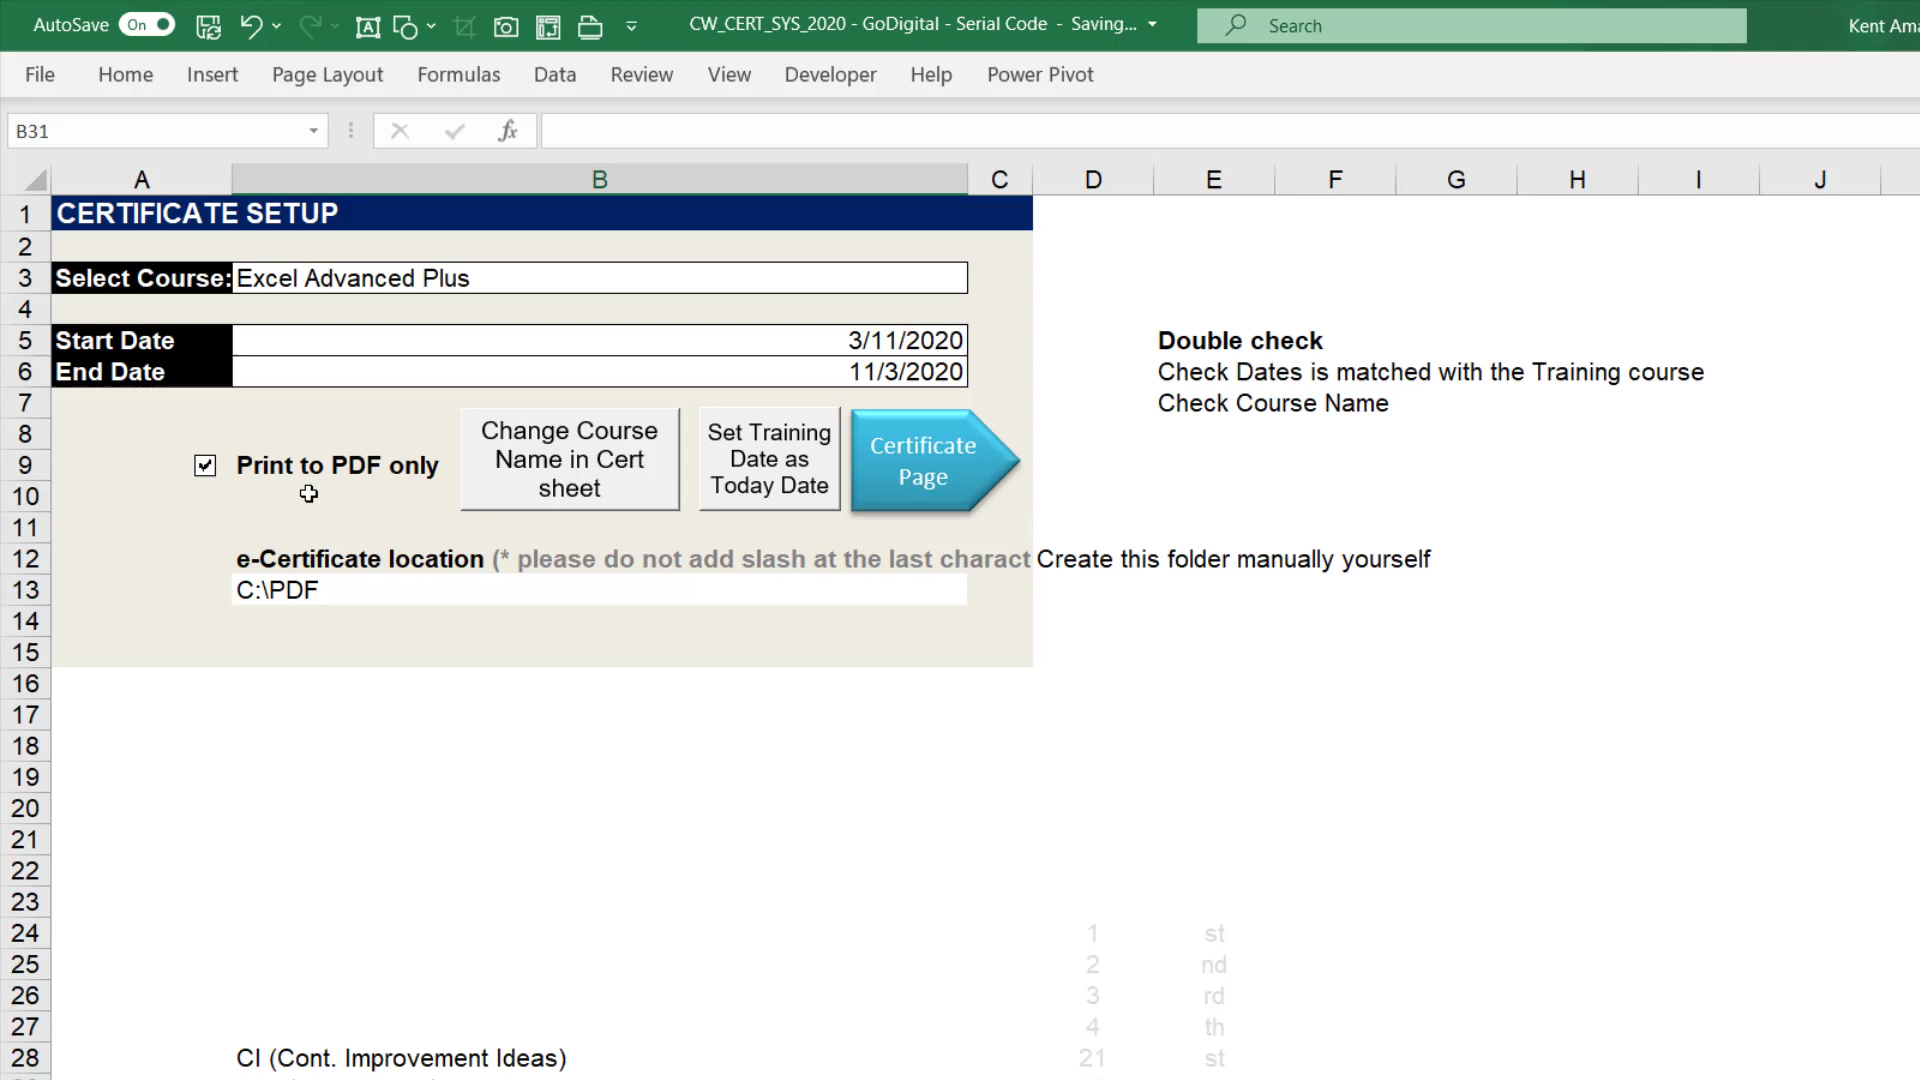 AutoSave On CW_CERT_SYS_2020 - GoDigital - Serial Code - Saving... Search Kent Ama
File Home Insert Page Layout Formulas Data Review View Developer Help Power Pivot
B31 fx
A B C D E F G H I J
1 CERTIFICATE SETUP
2
3 Select Course: Excel Advanced Plus
4
5 Start Date 3/11/2020 Double check
6 End Date 11/3/2020 Check Dates is matched with the Training course
7 Check Course Name
8 Change Course Set Training Certificate
9 Print to PDF only Name in Cert Date as Page
10 sheet Today Date
11
12 e-Certificate location (* please do not add slash at the last charact Create this folder manually yourself
13 C:\PDF
14
15
16
17
18
19
20
21
22
23
24 1 st
25 2 nd
26 3 rd
27 4 th
28 CI (Cont. Improvement Ideas) 21 st